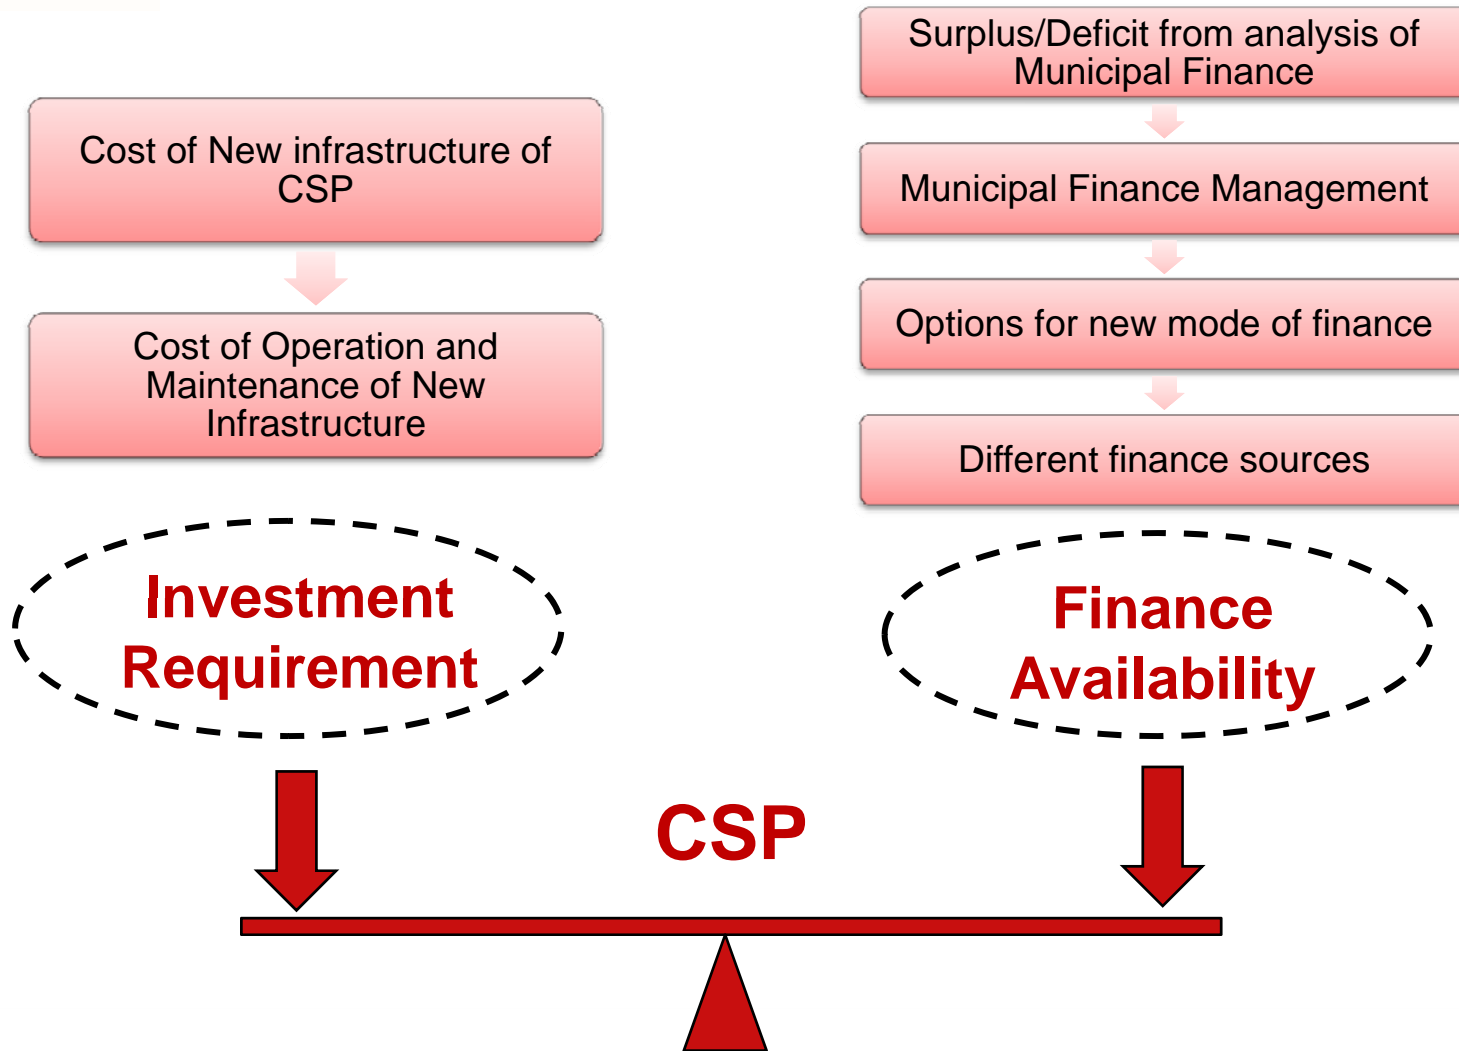 Cost of New infrastructure of
CSP
Cost of Operation and
Maintenance of New
Infrastructure
Surplus/Deficit from analysis of
Municipal Finance
Municipal Finance Management
Options for new mode of finance
Different finance sources
Investment
Requirement
Finance
Availability
CSP